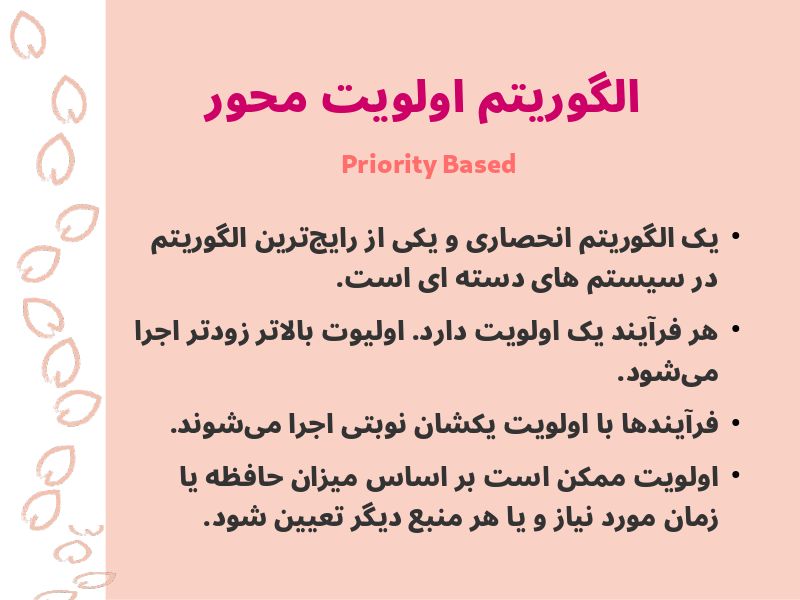 الگوریتم اولویت محور
Priority Based
• یک الگوریتم انحصاری و یکی از رایج‌ترین الگوریتم
در سیستم های دسته ای است.
• هر فرآیند یک اولویت دارد. اولیوت بالاتر زودتر اجرا
می‌شود.
• فرآیندها با اولویت یکشان نوبتی اجرا می‌شوند.
• اولویت ممکن است بر اساس میزان حافظه یا
زمان مورد نیاز و یا هر منبع دیگر تعیین شود.